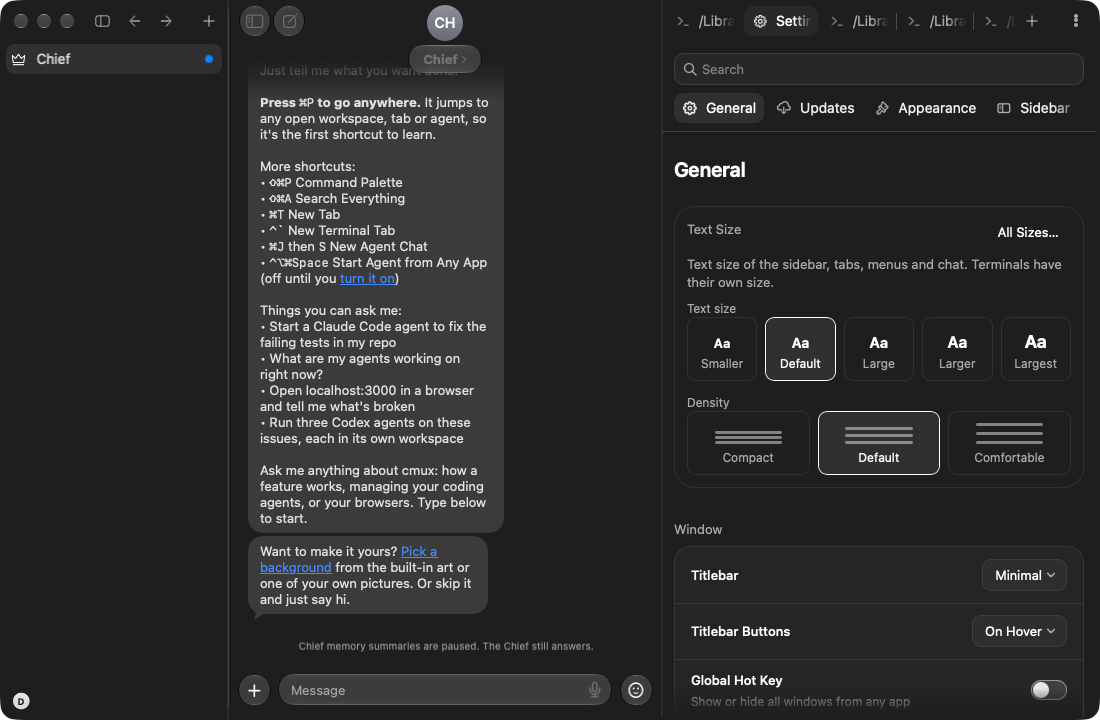 Chief
CH
Chief ›
Just tell me what you want done.
Press ⌘P to go anywhere. It jumps to
any open workspace, tab or agent, so
it's the first shortcut to learn.
More shortcuts:
• ⇧⌘P Command Palette
• ⇧⌘A Search Everything
• ⌘T New Tab
• ^` New Terminal Tab
• ⌘J then S New Agent Chat
• ^⌥⌘Space Start Agent from Any App
(off until you turn it on)
Things you can ask me:
• Start a Claude Code agent to fix the
failing tests in my repo
• What are my agents working on
right now?
• Open localhost:3000 in a browser
and tell me what's broken
• Run three Codex agents on these
issues, each in its own workspace
Ask me anything about cmux: how a
feature works, managing your coding
agents, or your browsers. Type below
to start.
Want to make it yours? Pick a
background from the built-in art or
one of your own pictures. Or skip it
and just say hi.
Chief memory summaries are paused. The Chief still answers.
Message
D
/Libra Settin /Libra /Libra
Search
General Updates Appearance Sidebar
General
Text Size All Sizes...
Text size of the sidebar, tabs, menus and chat. Terminals have
their own size.
Text size
Aa Aa Aa Aa Aa
Smaller Default Large Larger Largest
Density
Compact Default Comfortable
Window
Titlebar Minimal
Titlebar Buttons On Hover
Global Hot Key
Show or hide all windows from any app